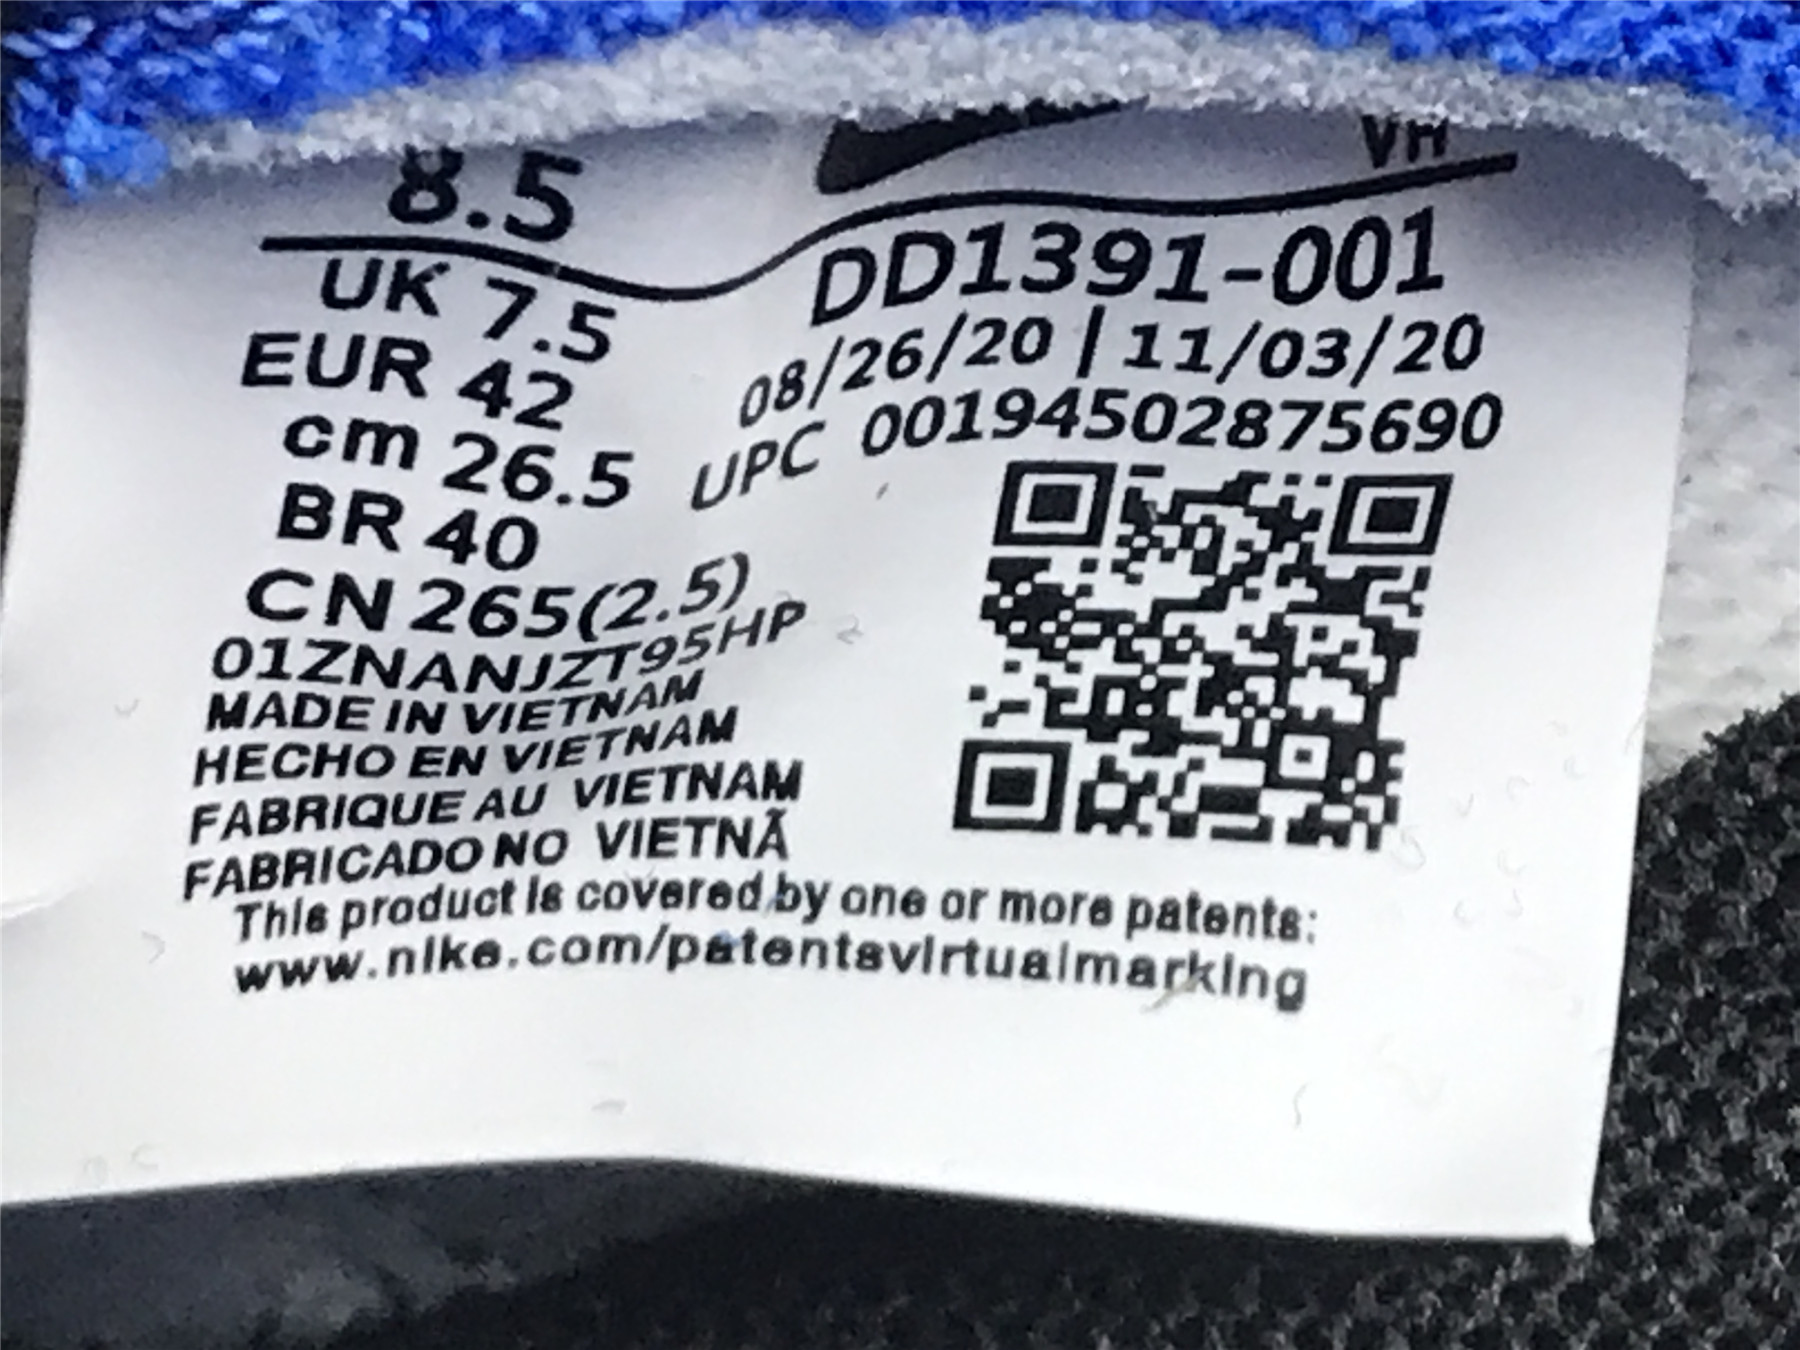 8.5
UK 7.5
EUR 42
cm 26.5
BR 40
CN 265(2.5)
01ZNANJZT95HP
MADE IN VIETNAM
HECHO EN VIETNAM
FABRIQUE AU VIETNAM
FABRICADO NO VIETNÃ
VH
DD1391-001
08/26/20 | 11/03/20
UPC 00194502875690
This product is covered by one or more patents:
www.nike.com/patentsvirtualmarking